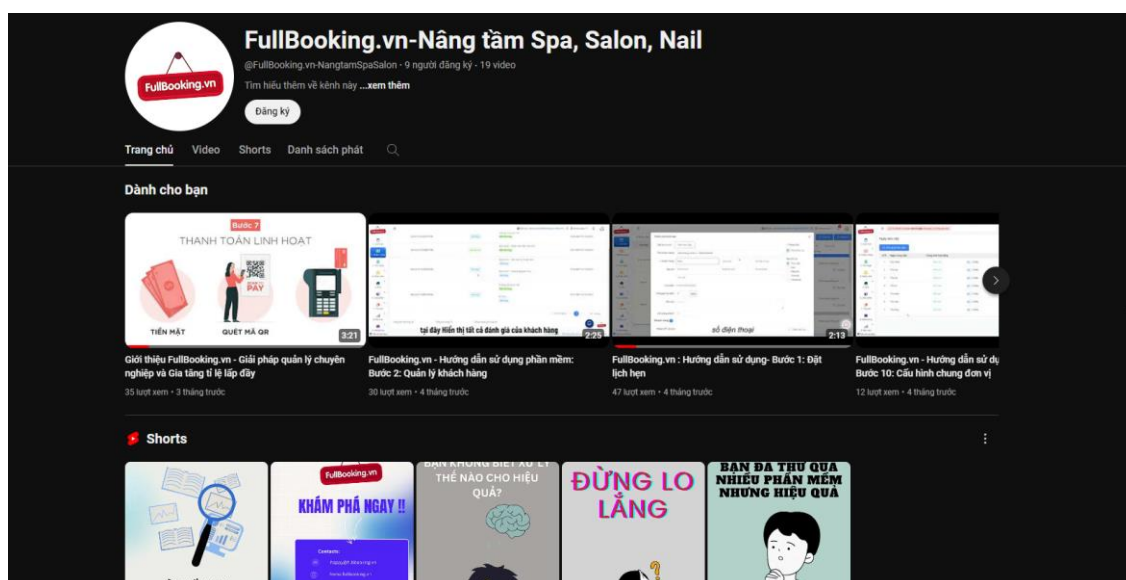 FullBooking.vn
FullBooking.vn-Nâng tầm Spa, Salon, Nail
@FullBooking.vn-NangtamSpaSalon • 9 người đăng ký • 19 video
Tìm hiểu thêm về kênh này ...xem thêm
Đăng ký
Trang chủ Video Shorts Danh sách phát
Dành cho bạn
Bước 7
THANH TOÁN LINH HOẠT
PAY
TIỀN MẶT QUÉT MÃ QR
3:21
tại đây Hiển thị tất cả đánh giá của khách hàng
2:25
số điện thoại
2:13
Giới thiệu FullBooking.vn - Giải pháp quản lý chuyên
nghiệp và Gia tăng tỉ lệ lấp đầy
35 lượt xem • 3 tháng trước
FullBooking.vn - Hướng dẫn sử dụng phần mềm:
Bước 2: Quản lý khách hàng
30 lượt xem • 4 tháng trước
FullBooking.vn : Hướng dẫn sử dụng- Bước 1: Đặt
lịch hẹn
47 lượt xem • 4 tháng trước
FullBooking.vn - Hướng dẫn sử dụ
Bước 10: Cấu hình chung đơn vị
12 lượt xem • 4 tháng trước
Shorts
FullBooking.vn
KHÁM PHÁ NGAY !!
BẠN KHÔNG BIẾT XỬ LÝ
THẾ NÀO CHO HIỆU
QUẢ?
ĐỪNG LO
LẮNG
BẠN ĐÃ THỬ QUA
NHIỀU PHẦN MỀM
NHƯNG HIỆU QUẢ